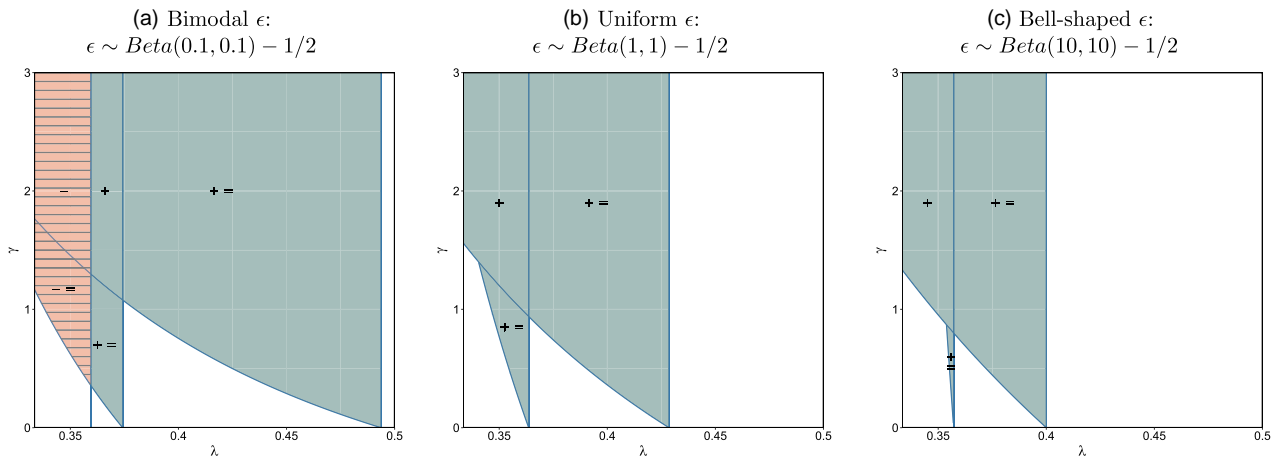 (a) Bimodal ϵ:
ϵ ∼ Beta(0.1, 0.1) − 1/2
3
2
1
0
γ
− +
+ =
− =
+ =
0.35
0.4
0.45
0.5
λ
(b) Uniform ϵ:
ϵ ∼ Beta(1, 1) − 1/2
3
2
1
0
γ
+
+ =
+ =
0.35
0.4
0.45
0.5
λ
(c) Bell-shaped ϵ:
ϵ ∼ Beta(10, 10) − 1/2
3
2
1
0
γ
+
+ =
+
=
0.35
0.4
0.45
0.5
λ